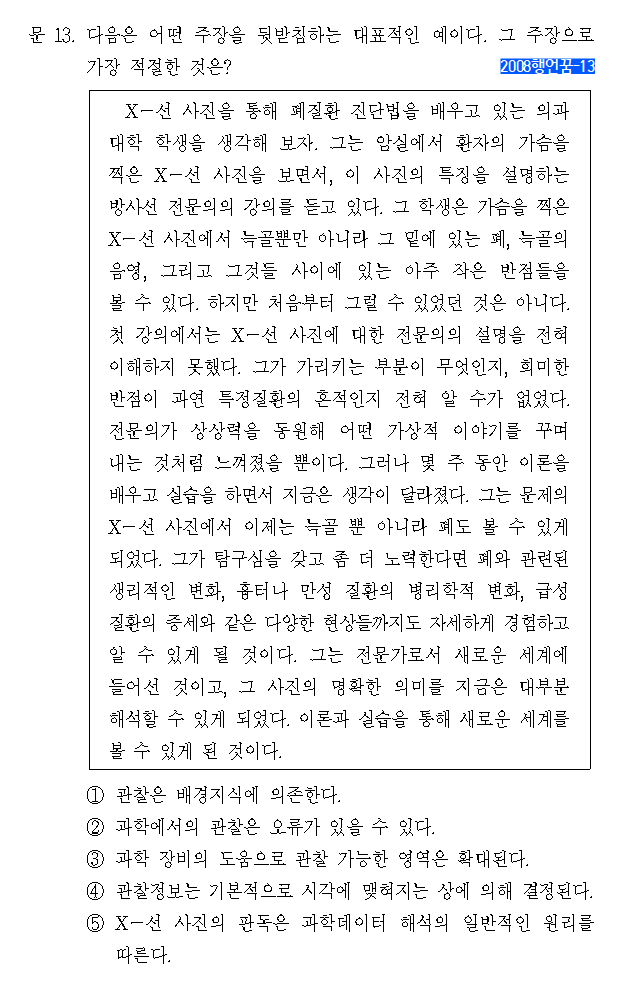 문 13. 다음은 어떤 주장을 뒷받침하는 대표적인 예이다. 그 주장으로
가장 적절한 것은?
2008행언꿈-13
X-선 사진을 통해 폐질환 진단법을 배우고 있는 의과
대학 학생을 생각해 보자. 그는 암실에서 환자의 가슴을
찍은 X-선 사진을 보면서, 이 사진의 특징을 설명하는
방사선 전문의의 강의를 듣고 있다. 그 학생은 가슴을 찍은
X-선 사진에서 늑골뿐만 아니라 그 밑에 있는 폐, 늑골의
음영, 그리고 그것들 사이에 있는 아주 작은 반점들을
볼 수 있다. 하지만 처음부터 그럴 수 있었던 것은 아니다.
첫 강의에서는 X-선 사진에 대한 전문의의 설명을 전혀
이해하지 못했다. 그가 가리키는 부분이 무엇인지, 희미한
반점이 과연 특정질환의 흔적인지 전혀 알 수가 없었다.
전문의가 상상력을 동원해 어떤 가상적 이야기를 꾸며
내는 것처럼 느껴졌을 뿐이다. 그러나 몇 주 동안 이론을
배우고 실습을 하면서 지금은 생각이 달라졌다. 그는 문제의
X-선 사진에서 이제는 늑골 뿐 아니라 폐도 볼 수 있게
되었다. 그가 탐구심을 갖고 좀 더 노력한다면 폐와 관련된
생리적인 변화, 흉터나 만성 질환의 병리학적 변화, 급성
질환의 증세와 같은 다양한 현상들까지도 자세하게 경험하고
알 수 있게 될 것이다. 그는 전문가로서 새로운 세계에
들어선 것이고, 그 사진의 명확한 의미를 지금은 대부분
해석할 수 있게 되었다. 이론과 실습을 통해 새로운 세계를
볼 수 있게 된 것이다.
① 관찰은 배경지식에 의존한다.
② 과학에서의 관찰은 오류가 있을 수 있다.
③ 과학 장비의 도움으로 관찰 가능한 영역은 확대된다.
④ 관찰정보는 기본적으로 시각에 맺혀지는 상에 의해 결정된다.
⑤ X-선 사진의 판독은 과학데이터 해석의 일반적인 원리를
따른다.